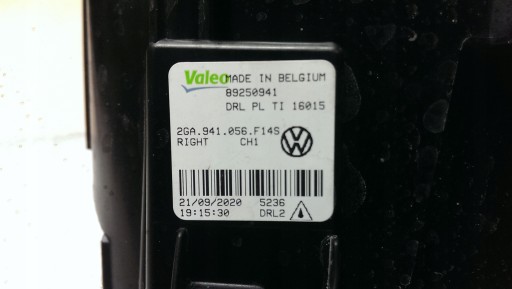 Valeo MADE IN BELGIUM
89250941
DRL PL TI 16015
2GA.941.056.F14S
RIGHT CH1
21/09/2020 5236
19:15:30 DRL2